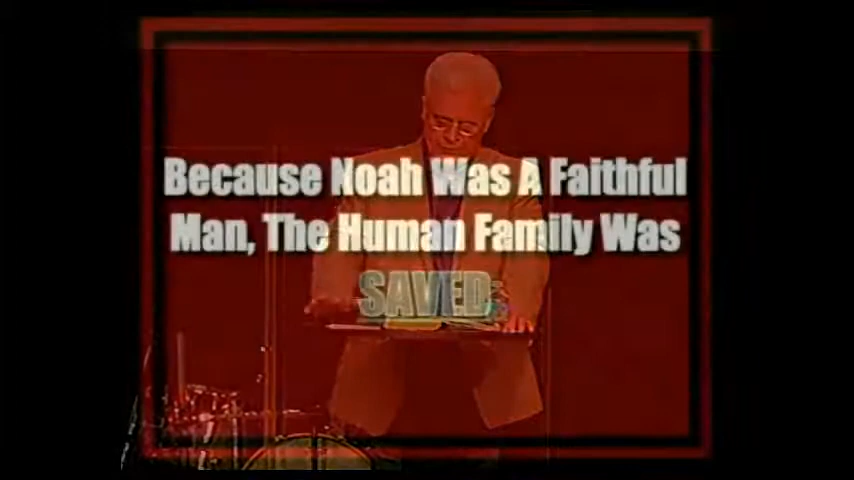 Because Noah Was A Faithful
Man, The Human Family Was
SAVED.